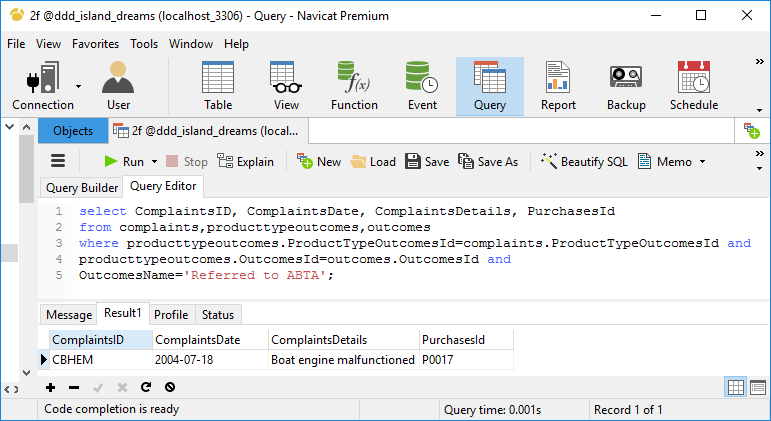 2f @ddd_island_dreams (localhost_3306) - Query - Navicat Premium
File View Favorites Tools Window Help
Connection User Table View f(x) Function Event Query Report Backup Schedule
Objects 2f @ddd_island_dreams (local...
Run Stop Explain New Load Save Save As Beautify SQL Memo
Query Builder Query Editor
1 select ComplaintsID, ComplaintsDate, ComplaintsDetails, PurchasesId
2 from complaints,producttypeoutcomes,outcomes
3 where producttypeoutcomes.ProductTypeOutcomesId=complaints.ProductTypeOutcomesId and
4 producttypeoutcomes.OutcomesId=outcomes.OutcomesId and
5 OutcomesName='Referred to ABTA';
Message Result1 Profile Status
ComplaintsID ComplaintsDate ComplaintsDetails PurchasesId
CBHEM 2004-07-18 Boat engine malfunctioned P0017
Code completion is ready Query time: 0.001s Record 1 of 1